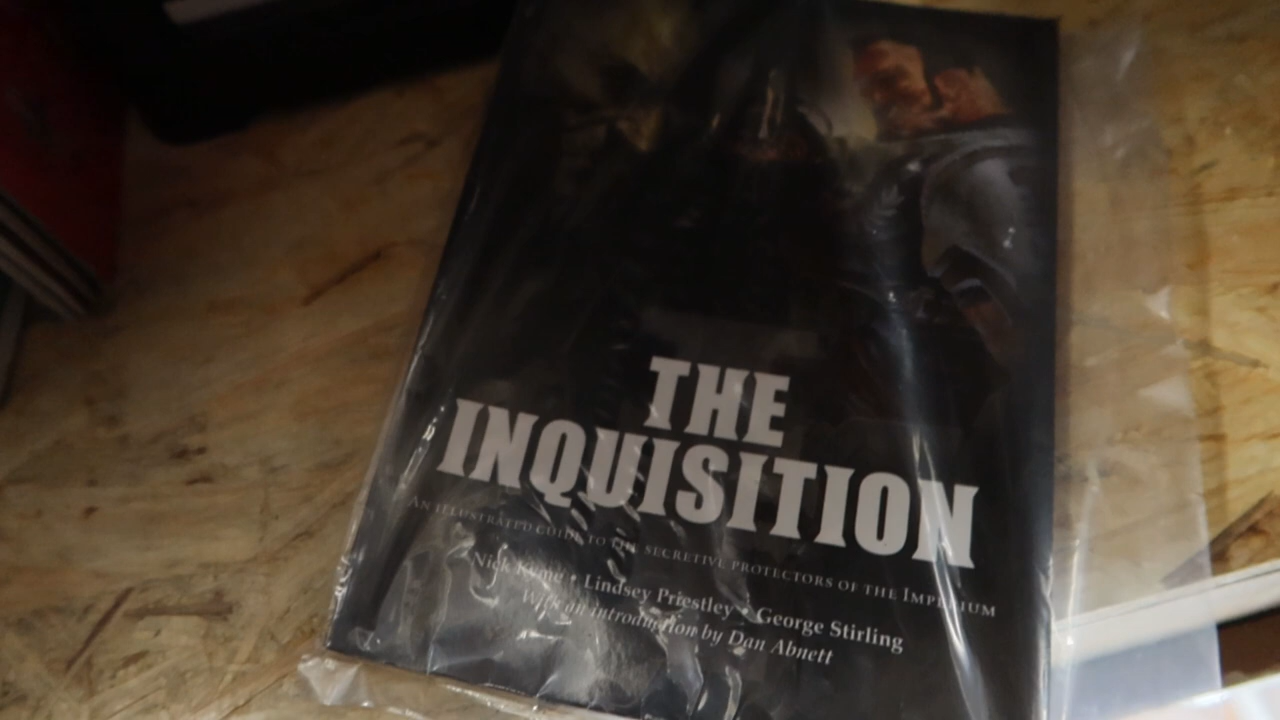 THE
INQUISITION
AN ILLUSTRATED GUIDE TO THE SECRETIVE PROTECTORS OF THE IMPERIUM
Nick Kyme • Lindsey Priestley • George Stirling
With an introduction by Dan Abnett